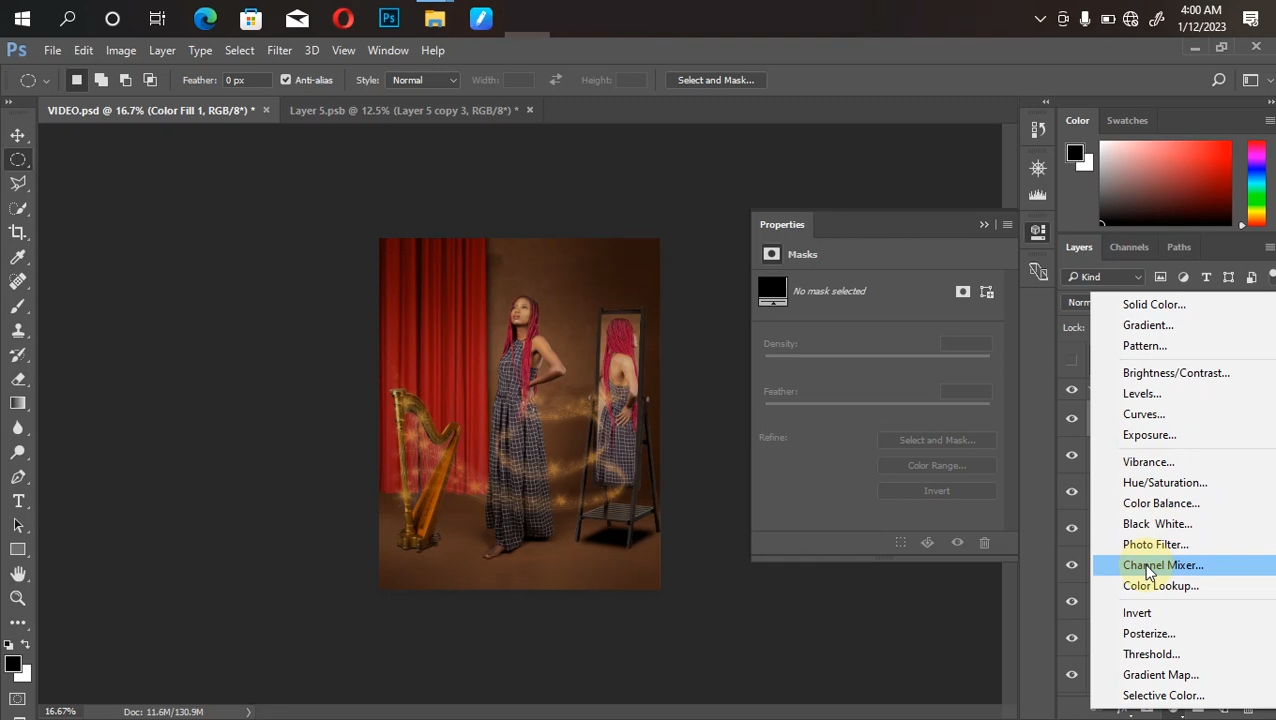 Ps
4:00 AM
1/12/2023
Ps File Edit Image Layer Type Select Filter 3D View Window Help
Feather: 0 px Anti-alias Style: Normal Width: Height: Select and Mask...
VIDEO.psd @ 16.7% (Color Fill 1, RGB/8*) * × Layer 5.psb @ 12.5% (Layer 5 copy 3, RGB/8*) * ×
Color Swatches
Properties
Masks
No mask selected
Density:
Feather:
Refine:
Select and Mask...
Color Range...
Invert
Layers Channels Paths
Kind
Norm
Lock:
Solid Color...
Gradient...
Pattern...
Brightness/Contrast...
Levels...
Curves...
Exposure...
Vibrance...
Hue/Saturation...
Color Balance...
Black White...
Photo Filter...
Channel Mixer...
Color Lookup...
Invert
Posterize...
Threshold...
Gradient Map...
Selective Color...
16.67% Doc: 11.6M/130.9M